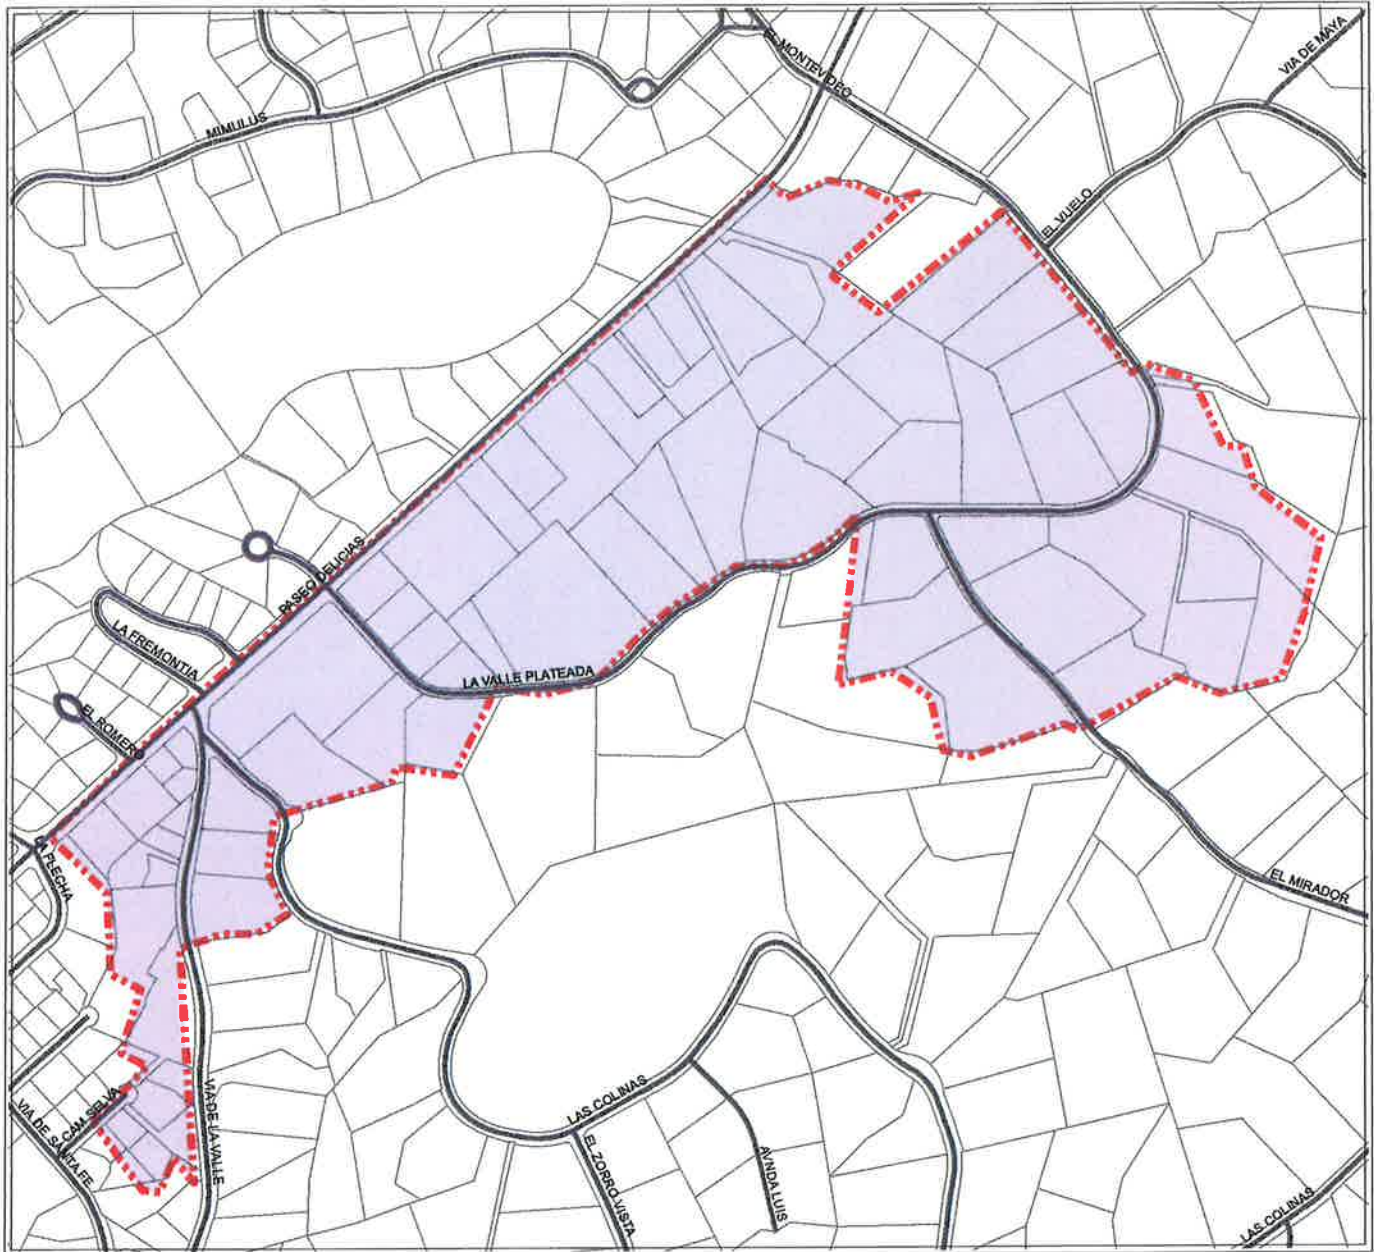 EL MONTEVIDEO
VIA DE MAYA
MIMULUS
EL VUELO
PASEO DELICIAS
LA FREMONTIA
LA VALLE PLATEADA
EL ROMERO
LA FLECHA
EL MIRADOR
VIA DE SANTA FE
CAM SELVA
VIA DE LA VALLE
LAS COLINAS
EL ZORRO VISTA
AVNDA LUIS
LAS COLINAS